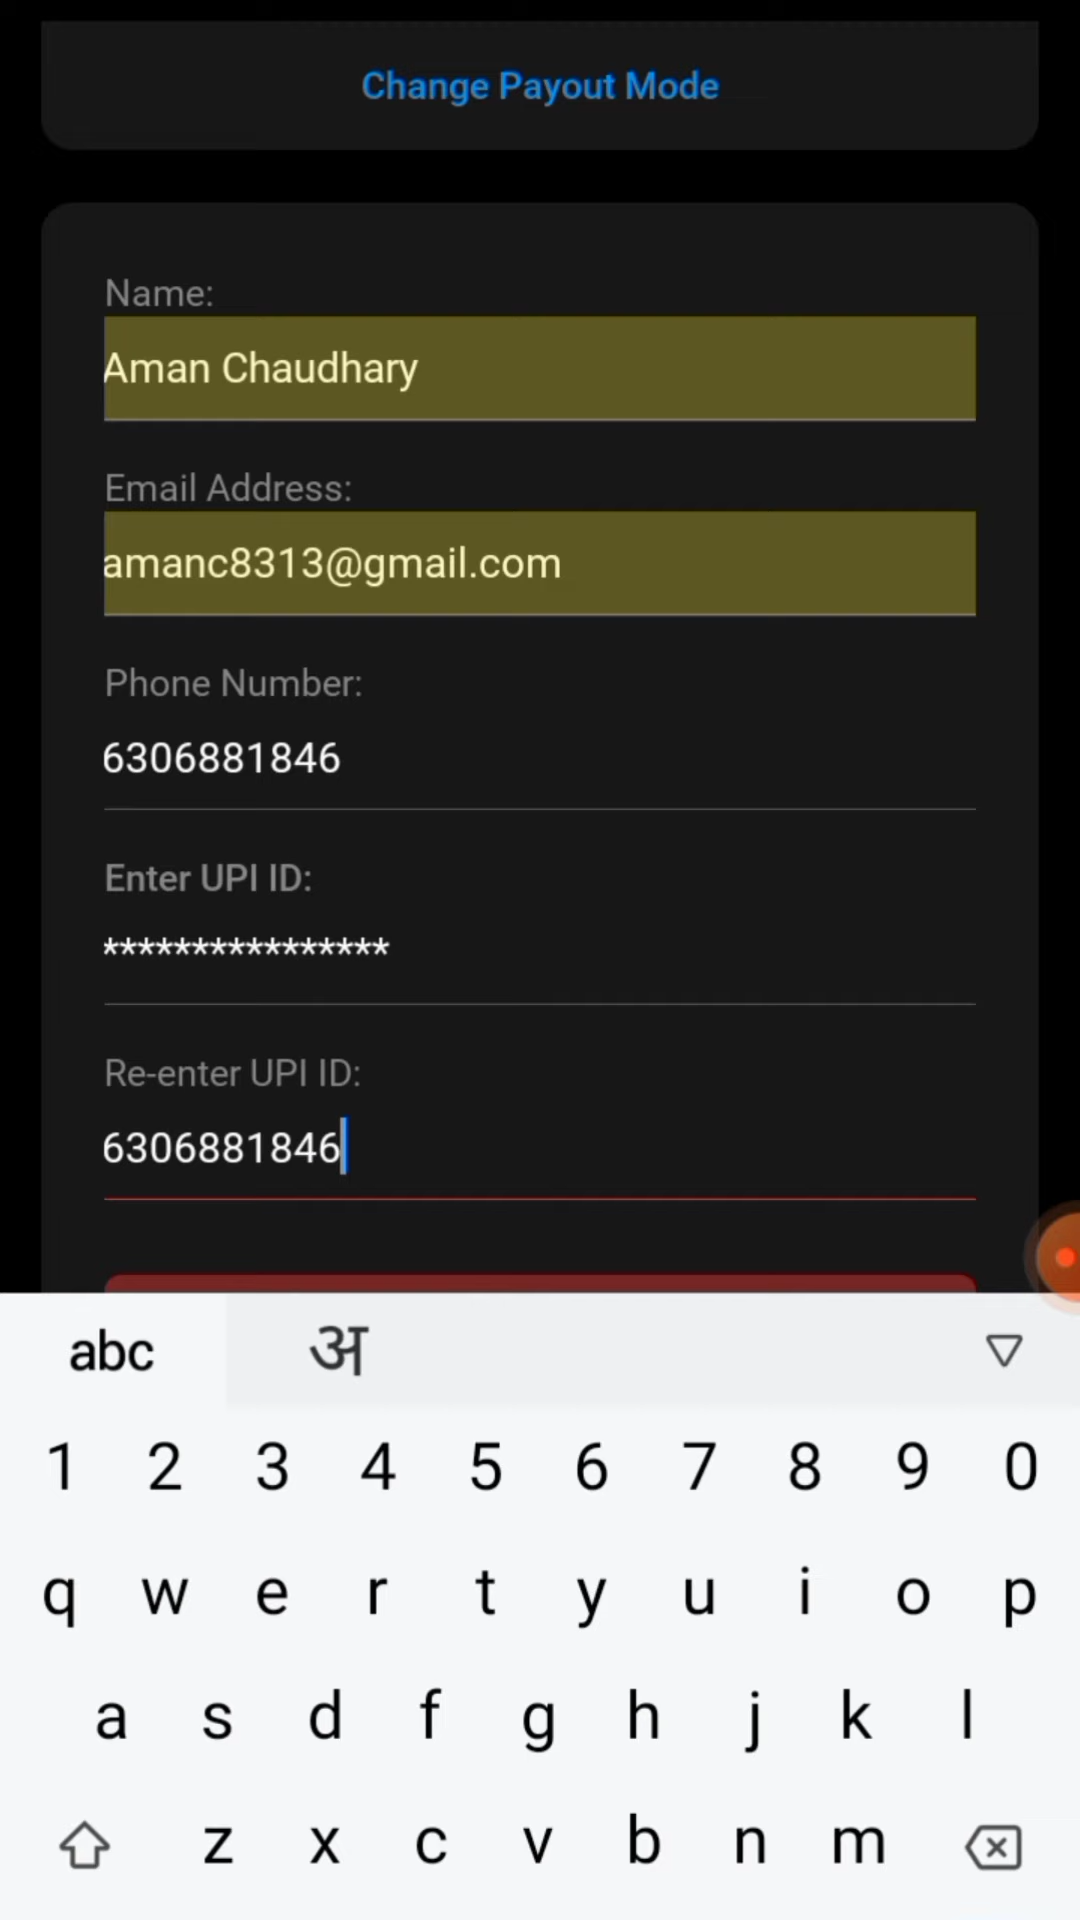 Change Payout Mode
Name:
Aman Chaudhary
Email Address:
amanc8313@gmail.com
Phone Number:
6306881846
Enter UPI ID:
****************
Re-enter UPI ID:
6306881846
abc अ
1 2 3 4 5 6 7 8 9 0
q w e r t y u i o p
a s d f g h j k l
z x c v b n m